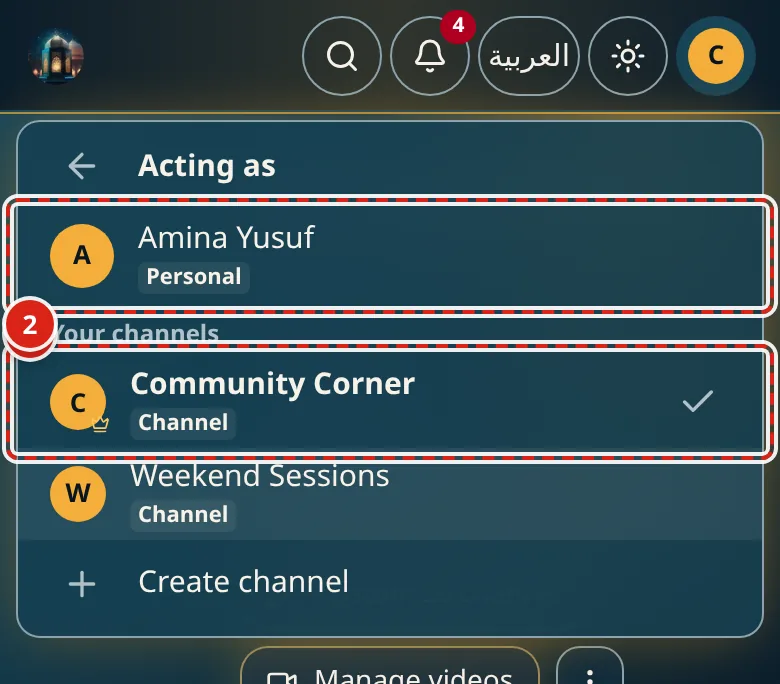 4
العربية
C
Acting as
A
Amina Yusuf
Personal
2
Your channels
C
Community Corner
Channel
W
Weekend Sessions
Channel
Create channel
Manage videos